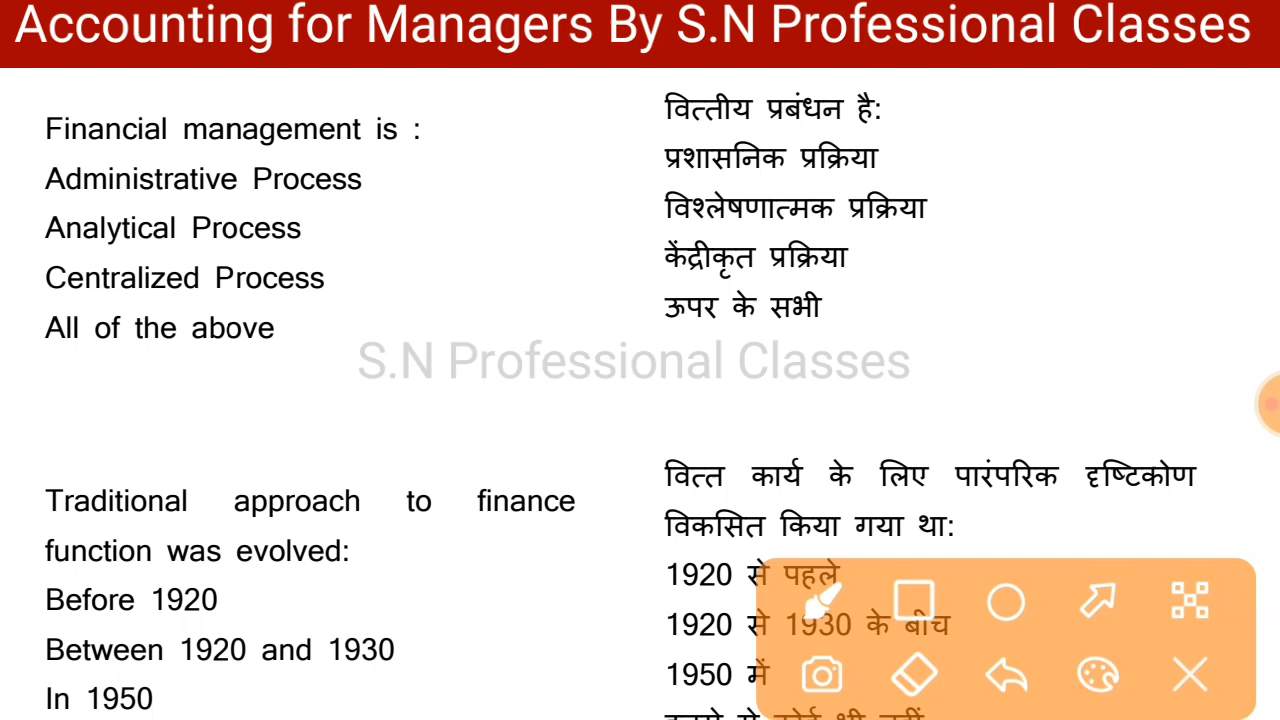 Accounting for Managers By S.N Professional Classes
Financial management is :
Administrative Process
Analytical Process
Centralized Process
All of the above
वित्तीय प्रबंधन है:
प्रशासनिक प्रक्रिया
विश्लेषणात्मक प्रक्रिया
केंद्रीकृत प्रक्रिया
ऊपर के सभी
S.N Professional Classes
Traditional approach to finance
function was evolved:
Before 1920
Between 1920 and 1930
In 1950
वित्त कार्य के लिए पारंपरिक दृष्टिकोण
विकसित किया गया था:
1920 से पहले
1920 से 1930 के बीच
1950 में